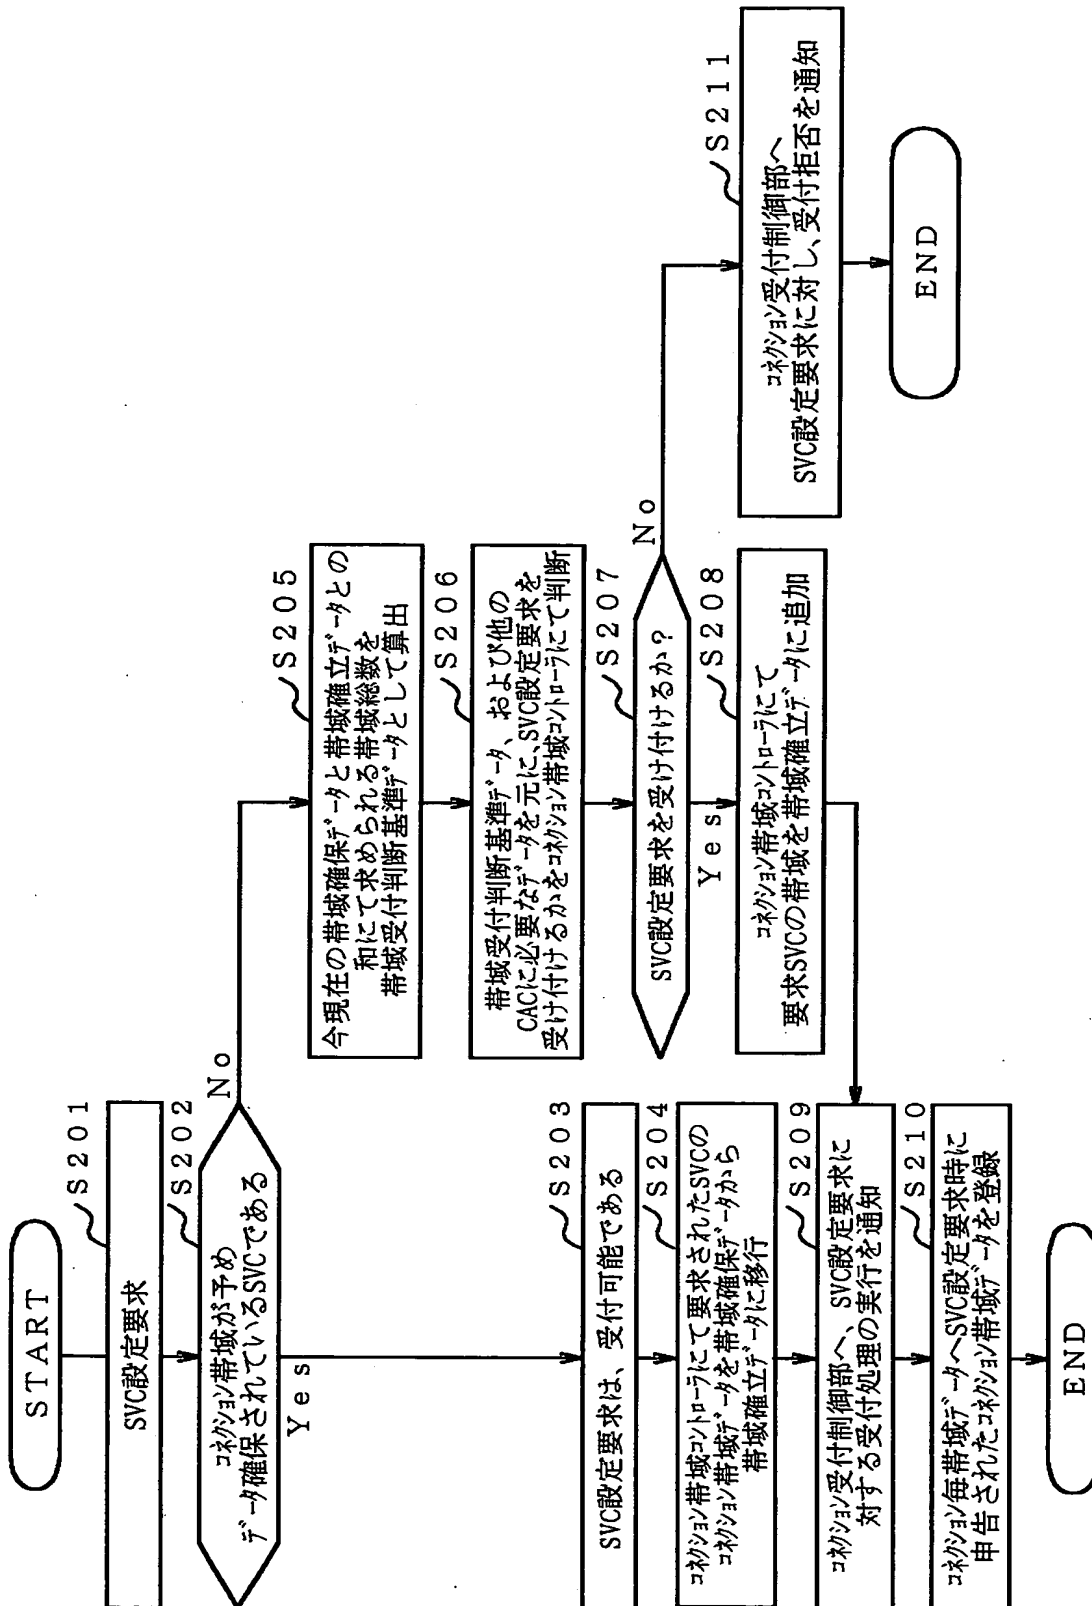 START
S201
SVC設定要求
S202
コネクション帯域が予め
データ確保されているSVCである
No
Yes
S203
SVC設定要求は、受付可能である
S204
コネクション帯域コントローラにて要求されたSVCの
コネクション帯域データを帯域確保データから
帯域確立データに移行
S205
今現在の帯域確保データと帯域確立データとの
和にて求められる帯域総数を
帯域受付判断基準データとして算出
S206
帯域受付判断基準データ、および他の
CACに必要なデータを元に、SVC設定要求を
受け付けるかをコネクション帯域コントローラにて判断
S207
SVC設定要求を受け付けるか?
No
Yes
S208
コネクション帯域コントローラにて
要求SVCの帯域を帯域確立データに追加
S209
コネクション受付制御部へ、SVC設定要求に
対する受付処理の実行を通知
S210
コネクション毎帯域データへSVC設定要求時に
申告されたコネクション帯域データを登録
END
S211
コネクション受付制御部へ
SVC設定要求に対し、受付拒否を通知
END